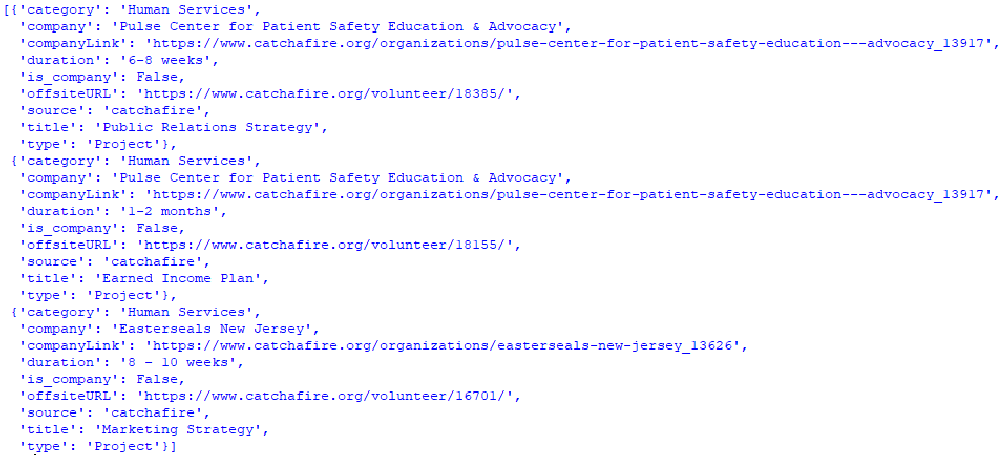 [{'category': 'Human Services',
  'company': 'Pulse Center for Patient Safety Education & Advocacy',
  'companyLink': 'https://www.catchafire.org/organizations/pulse-center-for-patient-safety-education---advocacy_13917',
  'duration': '6-8 weeks',
  'is_company': False,
  'offsiteURL': 'https://www.catchafire.org/volunteer/18385/',
  'source': 'catchafire',
  'title': 'Public Relations Strategy',
  'type': 'Project'},
 {'category': 'Human Services',
  'company': 'Pulse Center for Patient Safety Education & Advocacy',
  'companyLink': 'https://www.catchafire.org/organizations/pulse-center-for-patient-safety-education---advocacy_13917',
  'duration': '1-2 months',
  'is_company': False,
  'offsiteURL': 'https://www.catchafire.org/volunteer/18155/',
  'source': 'catchafire',
  'title': 'Earned Income Plan',
  'type': 'Project'},
 {'category': 'Human Services',
  'company': 'Easterseals New Jersey',
  'companyLink': 'https://www.catchafire.org/organizations/easterseals-new-jersey_13626',
  'duration': '8 - 10 weeks',
  'is_company': False,
  'offsiteURL': 'https://www.catchafire.org/volunteer/16701/',
  'source': 'catchafire',
  'title': 'Marketing Strategy',
  'type': 'Project'}]